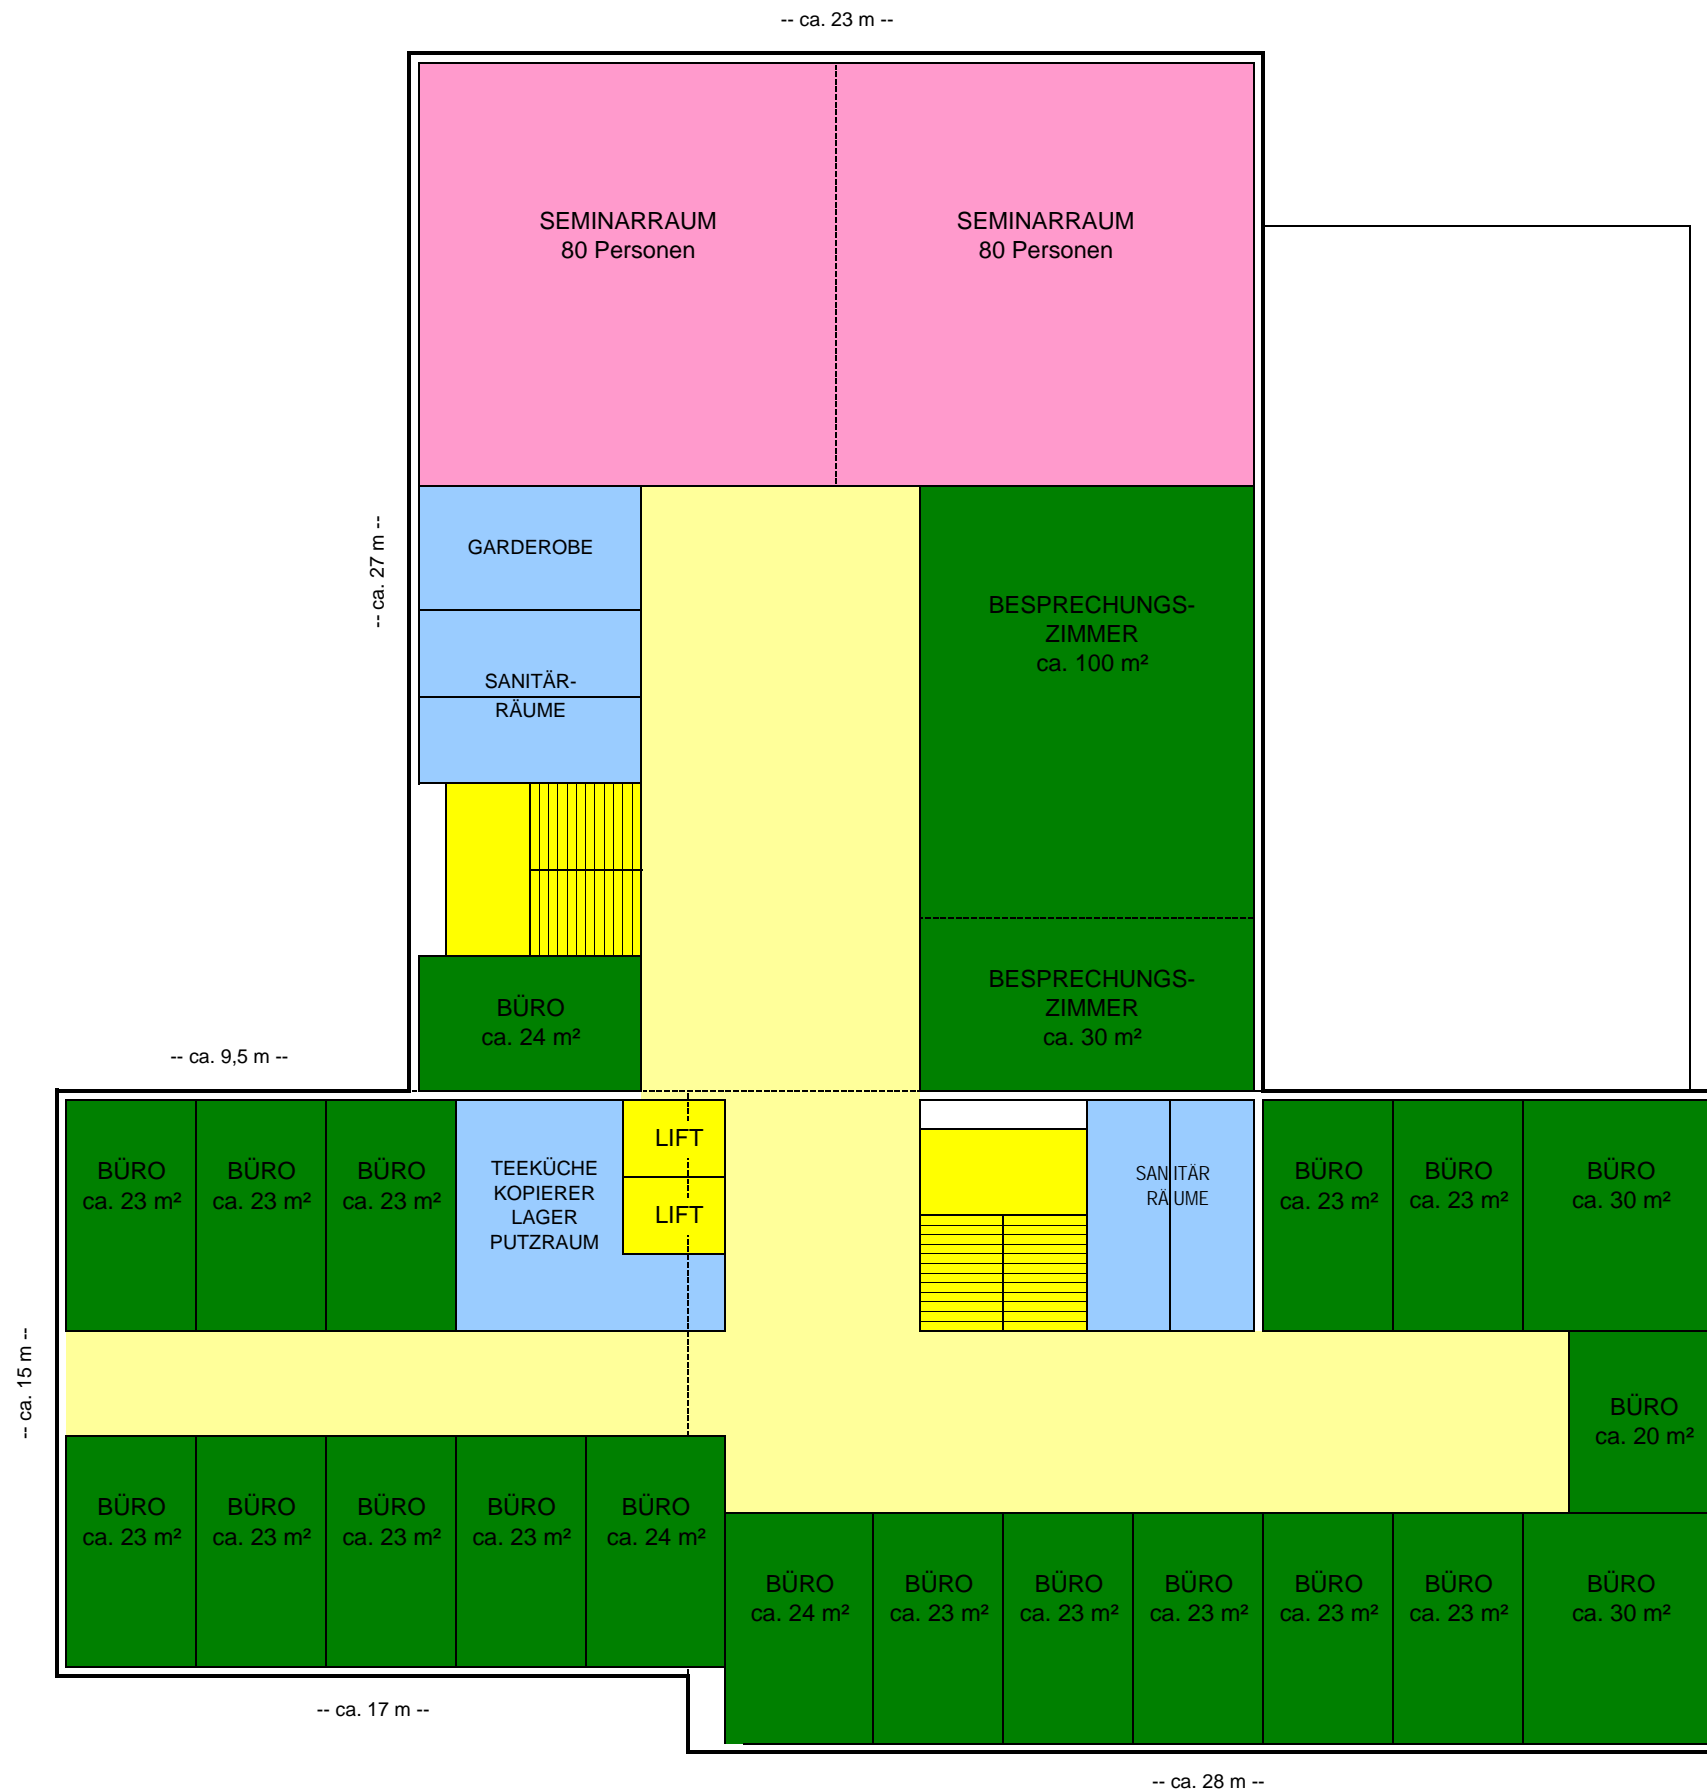 -- ca. 23 m --
SEMINARRAUM
80 Personen
SEMINARRAUM
80 Personen
-- ca. 27 m --
GARDEROBE
SANITÄR-
RÄUME
BESPRECHUNGS-
ZIMMER
ca. 100 m²
BÜRO
ca. 24 m²
BESPRECHUNGS-
ZIMMER
ca. 30 m²
-- ca. 9,5 m --
BÜRO
ca. 23 m²
BÜRO
ca. 23 m²
BÜRO
ca. 23 m²
TEEKÜCHE
KOPIERER
LAGER
PUTZRAUM
LIFT
LIFT
SANITÄR
RÄUME
BÜRO
ca. 23 m²
BÜRO
ca. 23 m²
BÜRO
ca. 30 m²
-- ca. 15 m --
BÜRO
ca. 20 m²
BÜRO
ca. 23 m²
BÜRO
ca. 23 m²
BÜRO
ca. 23 m²
BÜRO
ca. 23 m²
BÜRO
ca. 24 m²
BÜRO
ca. 24 m²
BÜRO
ca. 23 m²
BÜRO
ca. 23 m²
BÜRO
ca. 23 m²
BÜRO
ca. 23 m²
BÜRO
ca. 23 m²
BÜRO
ca. 30 m²
-- ca. 17 m --
-- ca. 28 m --